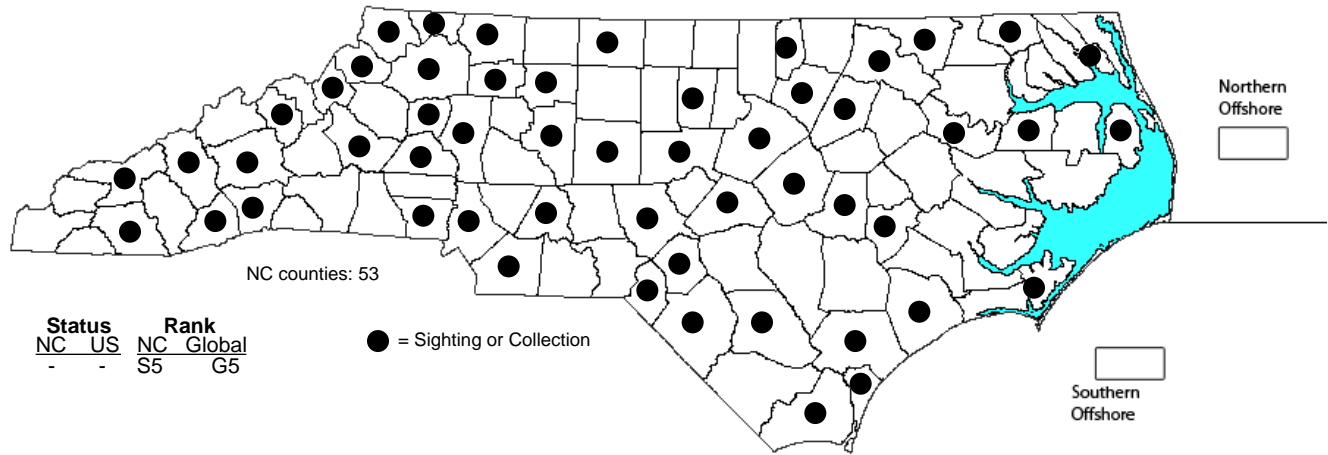 Northern
Offshore
NC counties: 53
Status Rank
NC US NC Global
- - S5 G5
= Sighting or Collection
Southern
Offshore